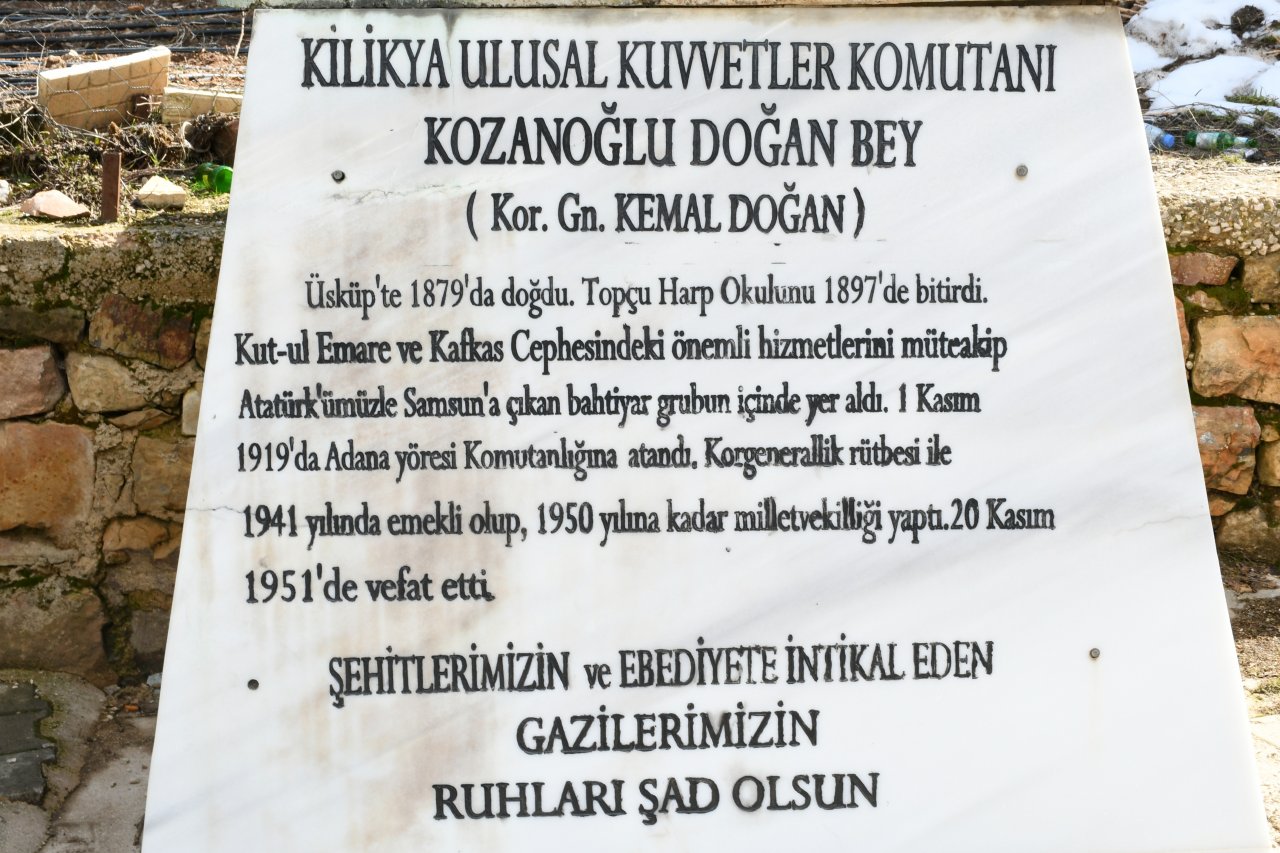 KİLİKYA ULUSAL KUVVETLER KOMUTANI
KOZANOĞLU DOĞAN BEY
( Kor. Gn. KEMAL DOĞAN )
Üsküp'te 1879'da doğdu. Topçu Harp Okulunu 1897'de bitirdi.
Kut-ul Emare ve Kafkas Cephesindeki önemli hizmetlerini müteakip
Atatürk'ümüzle Samsun'a çıkan bahtiyar grubun içinde yer aldı. 1 Kasım
1919'da Adana yöresi Komutanlığına atandı. Korgenerallik rütbesi ile
1941 yılında emekli olup, 1950 yılına kadar milletvekilliği yaptı.20 Kasım
1951'de vefat etti.
ŞEHİTLERİMİZİN ve EBEDİYETE İNTİKAL EDEN
GAZİLERİMİZİN
RUHLARI ŞAD OLSUN